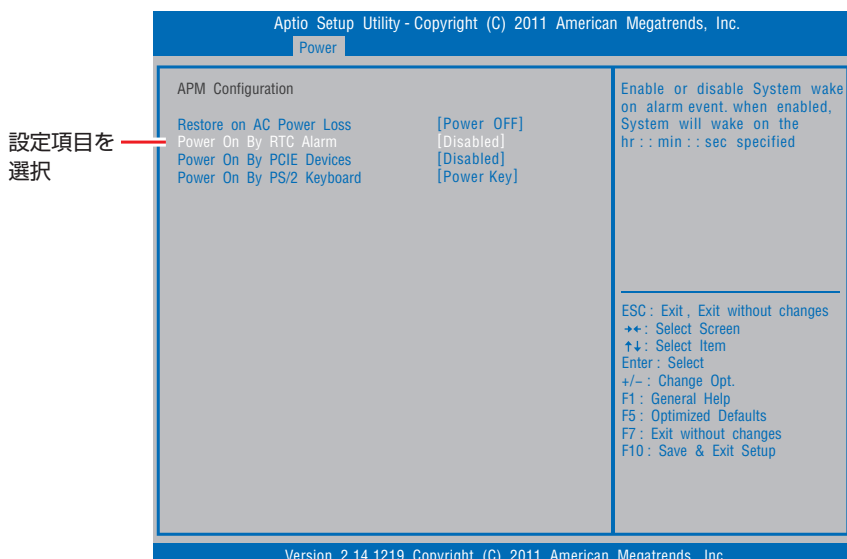 Aptio Setup Utility - Copyright (C) 2011 American Megatrends, Inc.
Power
設定項目を
選択
APM Configuration
Restore on AC Power Loss [Power OFF]
Power On By RTC Alarm [Disabled]
Power On By PCIE Devices [Disabled]
Power On By PS/2 Keyboard [Power Key]
Enable or disable System wake
on alarm event. when enabled,
System will wake on the
hr : : min : : sec specified
ESC : Exit , Exit without changes
→← : Select Screen
↑↓ : Select Item
Enter : Select
+/− : Change Opt.
F1 : General Help
F5 : Optimized Defaults
F7 : Exit without changes
F10 : Save & Exit Setup
Version 2.14.1219 Copyright (C) 2011 American Megatrends, Inc.